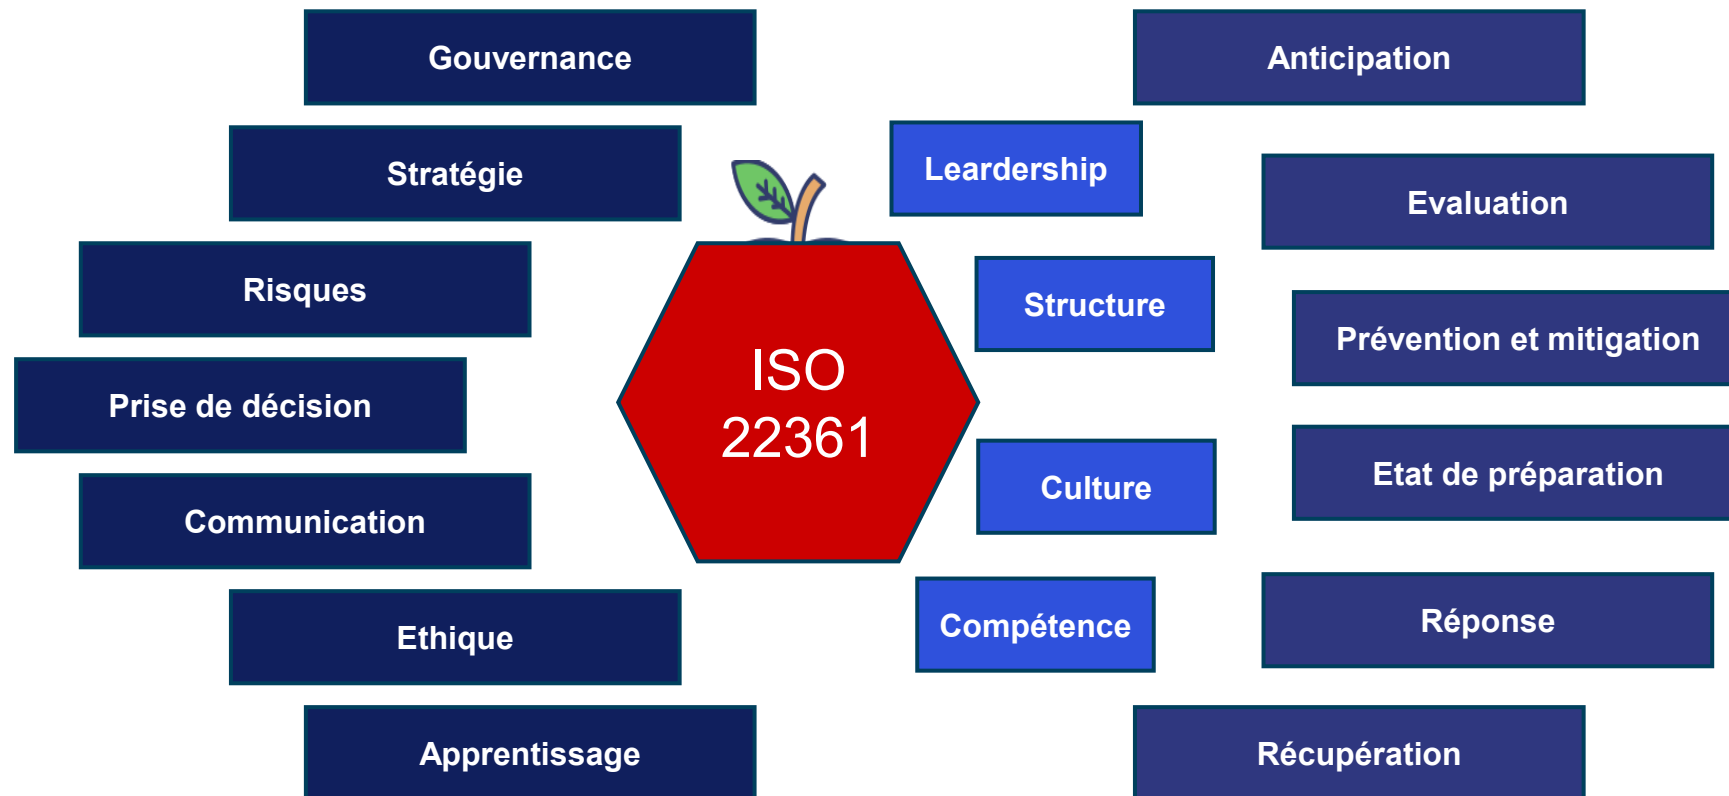 Gouvernance
Stratégie
Risques
Prise de décision
Communication
Ethique
Apprentissage
ISO
22361
Leardership
Structure
Culture
Compétence
Anticipation
Evaluation
Prévention et mitigation
Etat de préparation
Réponse
Récupération